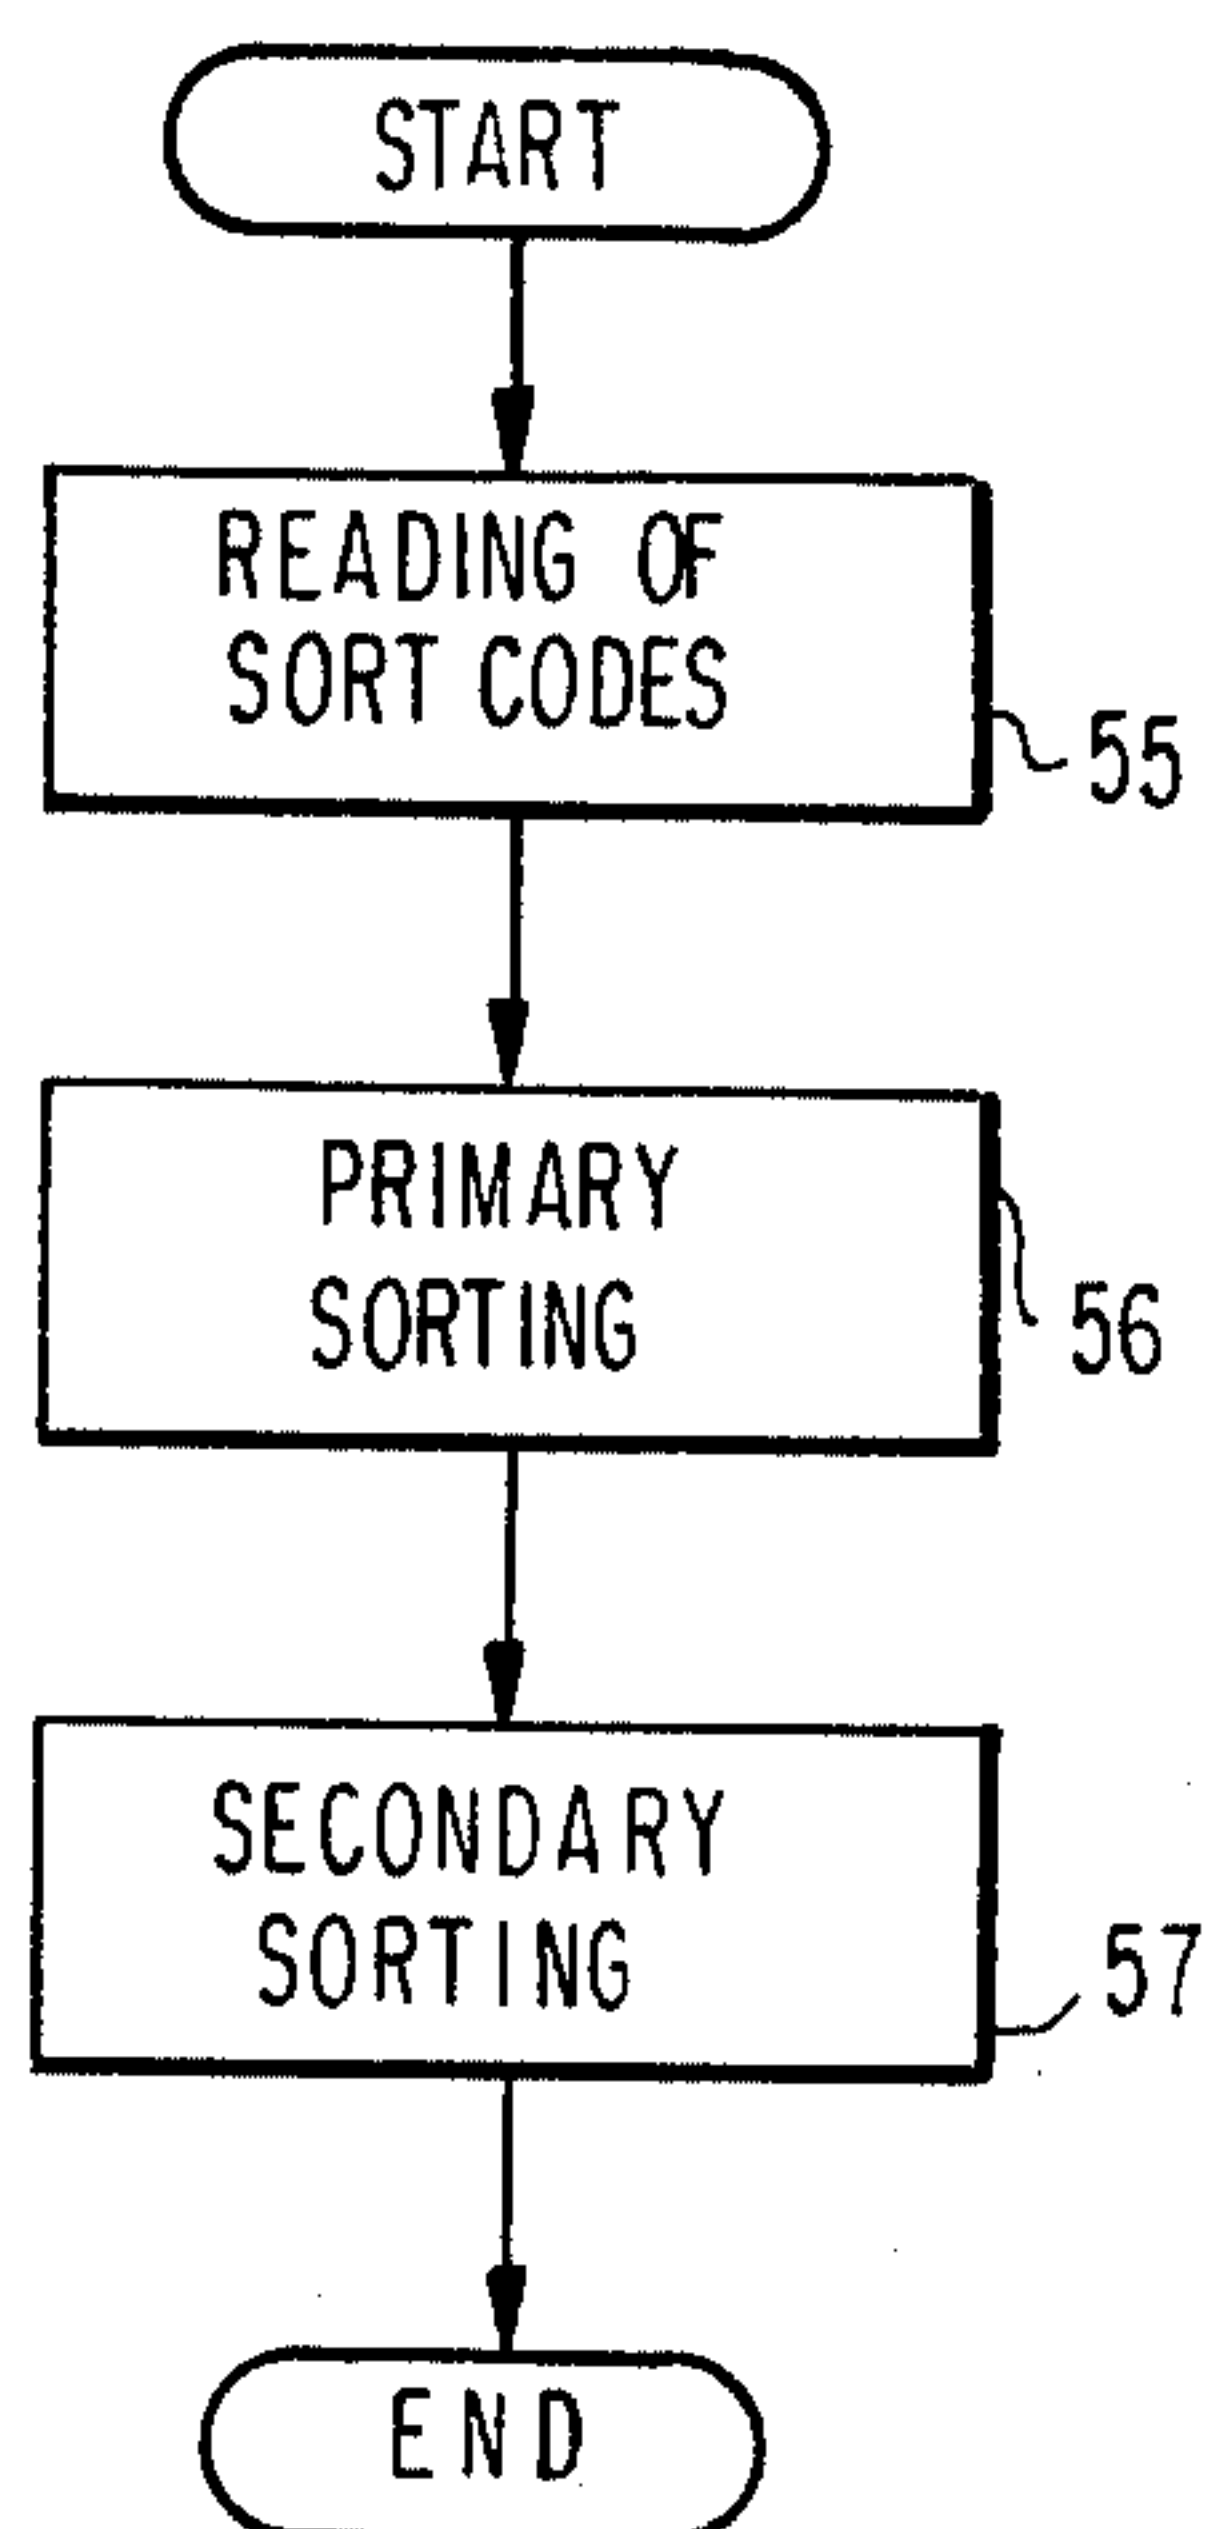 START
READING OF
SORT CODES
55
PRIMARY
SORTING
56
SECONDARY
SORTING
57
END